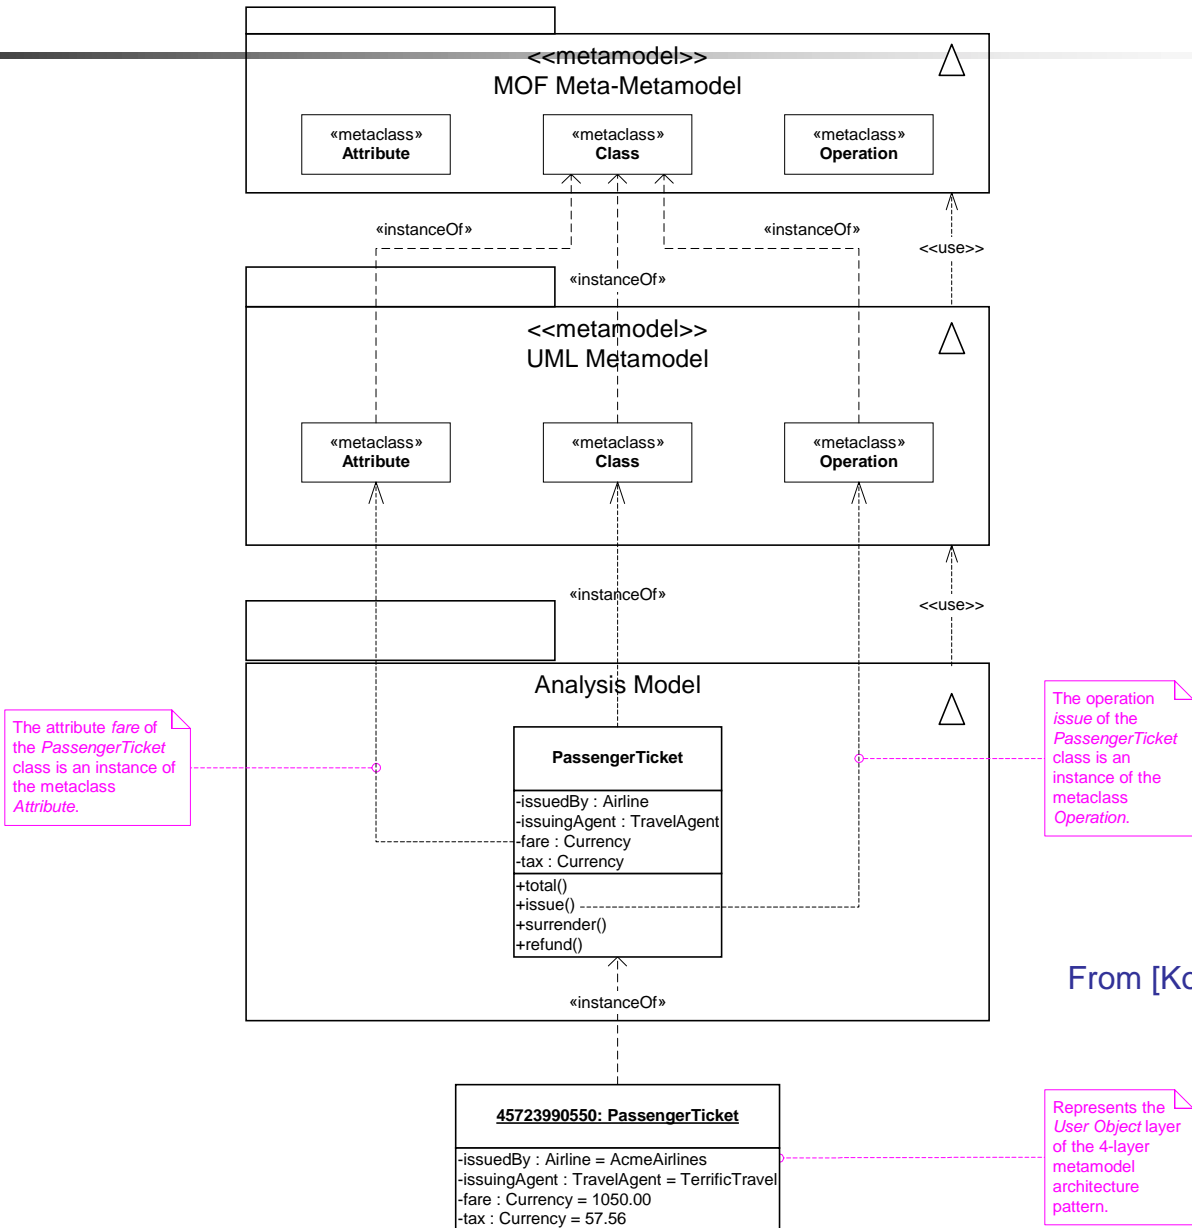 <<metamodel>>
MOF Meta-Metamodel
«metaclass»
Attribute
«metaclass»
Class
«metaclass»
Operation
«instanceOf»
«instanceOf»
<<use>>
«instanceOf»
<<metamodel>>
UML Metamodel
«metaclass»
Attribute
«metaclass»
Class
«metaclass»
Operation
«instanceOf»
<<use>>
Analysis Model
The attribute fare of
the PassengerTicket
class is an instance of
the metaclass
Attribute.
PassengerTicket
-issuedBy : Airline
-issuingAgent : TravelAgent
-fare : Currency
-tax : Currency
+total()
+issue()
+surrender()
+refund()
The operation
issue of the
PassengerTicket
class is an
instance of the
metaclass
Operation.
From [Ko
«instanceOf»
45723990550: PassengerTicket
-issuedBy : Airline = AcmeAirlines
-issuingAgent : TravelAgent = TerrificTravel
-fare : Currency = 1050.00
-tax : Currency = 57.56
Represents the
User Object layer
of the 4-layer
metamodel
architecture
pattern.